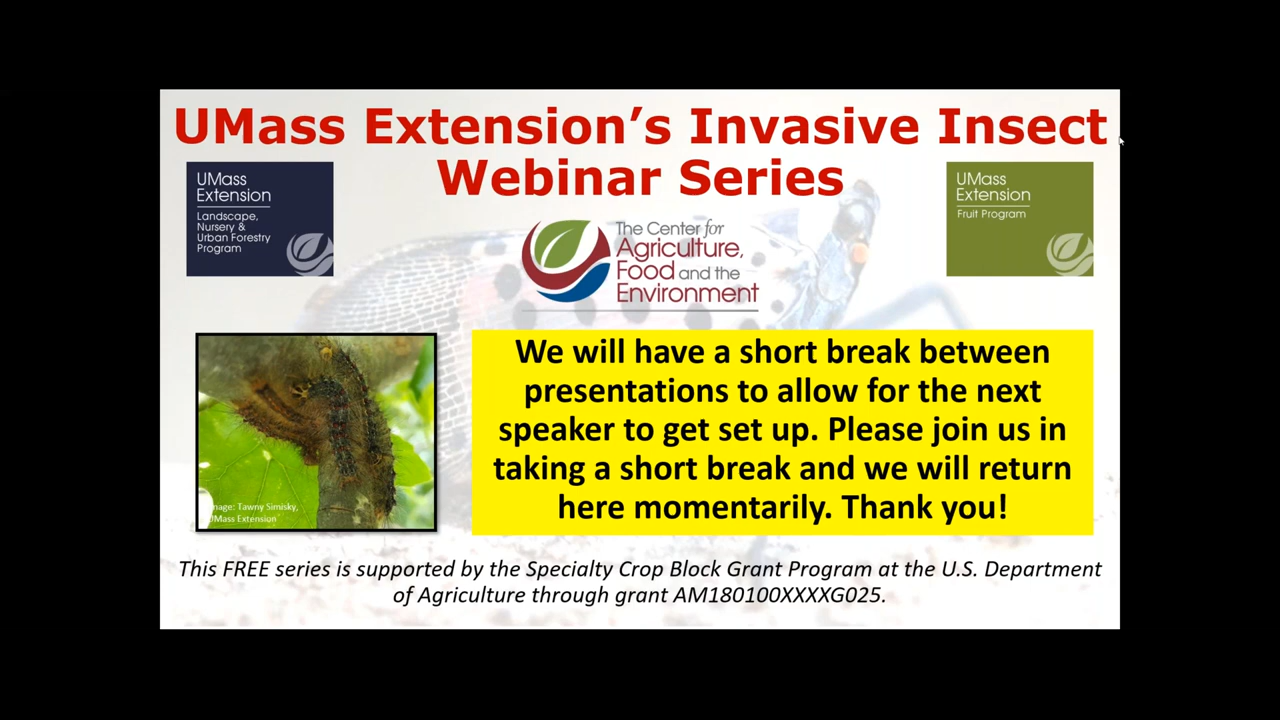 UMass Extension’s Invasive Insect
Webinar Series
UMass
Extension
Landscape,
Nursery &
Urban Forestry
Program
The Center for
Agriculture,
Food and the
Environment
UMass
Extension
Fruit Program
We will have a short break between
presentations to allow for the next
speaker to get set up. Please join us in
taking a short break and we will return
here momentarily. Thank you!
Image: Tawny Simisky,
UMass Extension
This FREE series is supported by the Specialty Crop Block Grant Program at the U.S. Department
of Agriculture through grant AM180100XXXXG025.